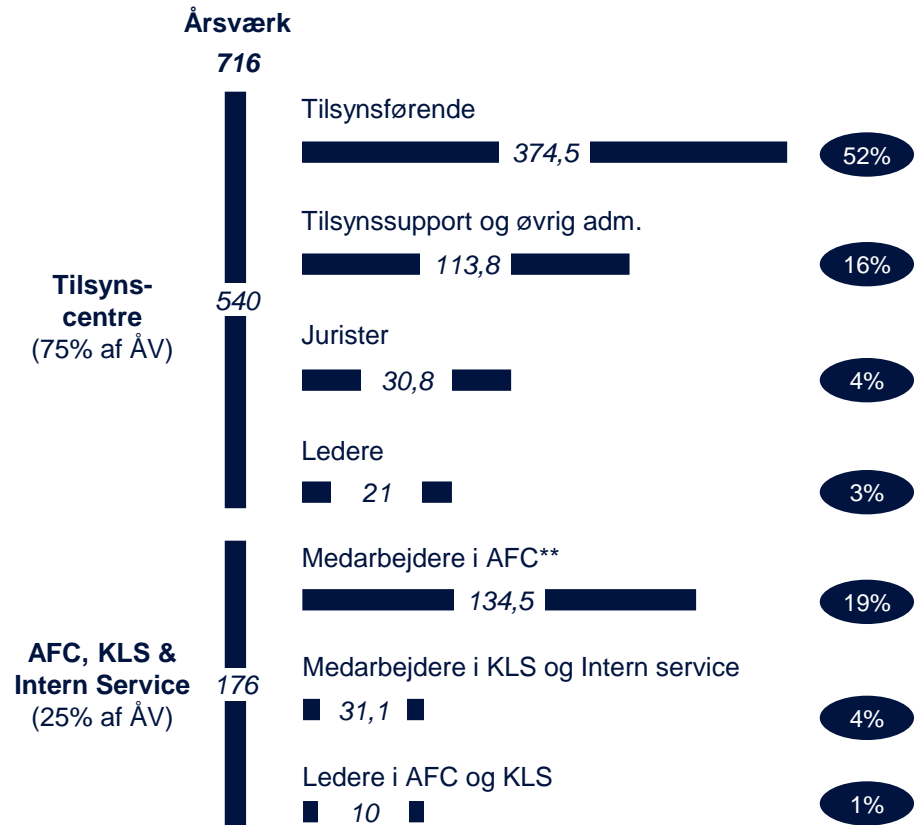 Årsværk
716
Tilsynsførende
374,5
52%
Tilsynssupport og øvrig adm.
113,8
16%
Tilsyns-
centre
(75% af ÅV)
540
Jurister
30,8
4%
Ledere
21
3%
Medarbejdere i AFC**
134,5
19%
AFC, KLS &
Intern Service
(25% af ÅV)
176
Medarbejdere i KLS og Intern service
31,1
4%
Ledere i AFC og KLS
10
1%